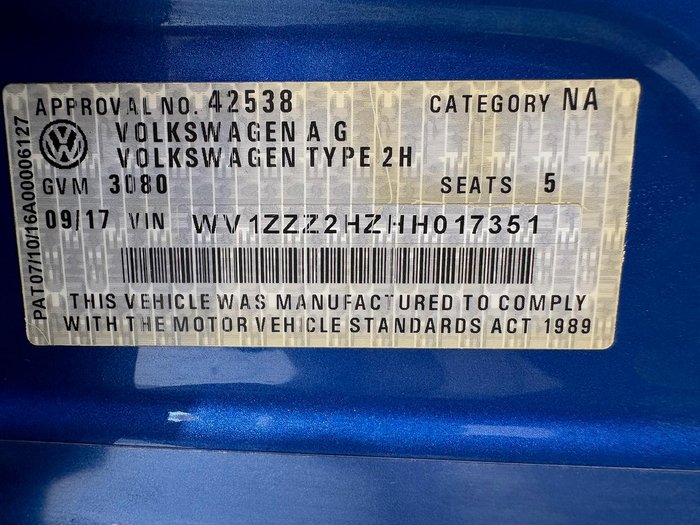 APPROVAL NO. 42538 CATEGORY NA
VOLKSWAGEN AG
VOLKSWAGEN TYPE 2H
GVM 3080 SEATS 5
09/17 VIN WV1ZZZ2HZHH017351
THIS VEHICLE WAS MANUFACTURED TO COMPLY
WITH THE MOTOR VEHICLE STANDARDS ACT 1989
PAT07/10/16A00006127